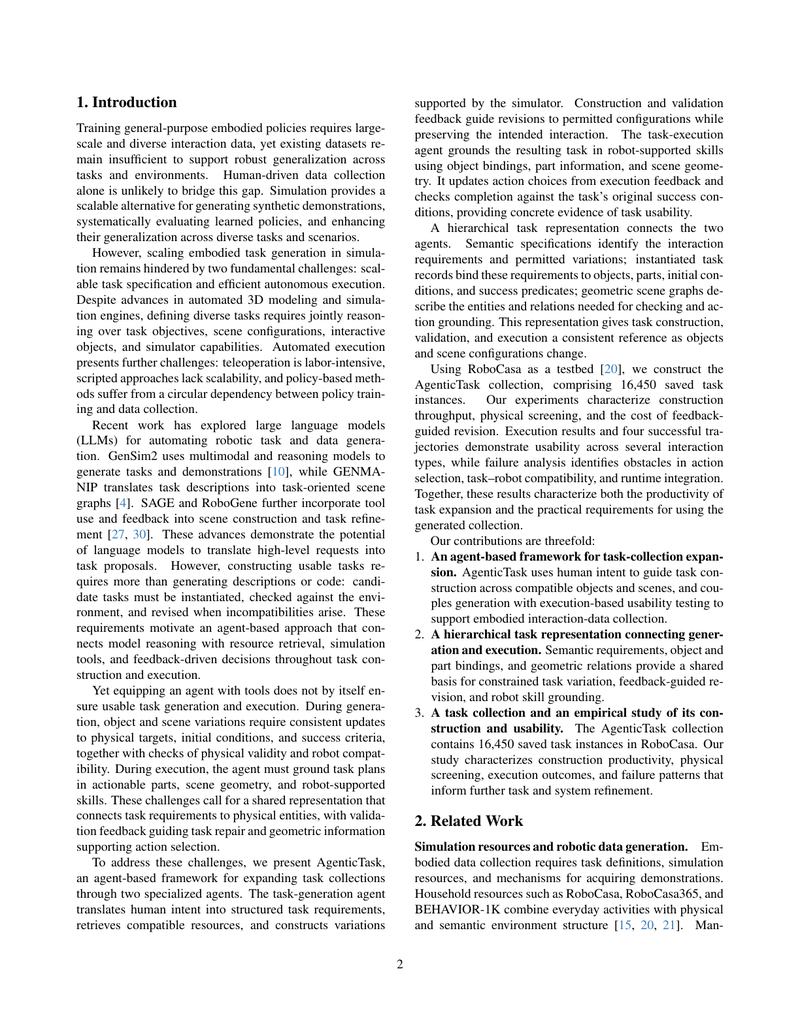 1. Introduction
Training general-purpose embodied policies requires large-
scale and diverse interaction data, yet existing datasets re-
main insufficient to support robust generalization across
tasks and environments. Human-driven data collection
alone is unlikely to bridge this gap. Simulation provides a
scalable alternative for generating synthetic demonstrations,
systematically evaluating learned policies, and enhancing
their generalization across diverse tasks and scenarios.
However, scaling embodied task generation in simula-
tion remains hindered by two fundamental challenges: scal-
able task specification and efficient autonomous execution.
Despite advances in automated 3D modeling and simula-
tion engines, defining diverse tasks requires jointly reason-
ing over task objectives, scene configurations, interactive
objects, and simulator capabilities. Automated execution
presents further challenges: teleoperation is labor-intensive,
scripted approaches lack scalability, and policy-based meth-
ods suffer from a circular dependency between policy train-
ing and data collection.
Recent work has explored large language models
(LLMs) for automating robotic task and data genera-
tion. GenSim2 uses multimodal and reasoning models to
generate tasks and demonstrations [10], while GENMA-
NIP translates task descriptions into task-oriented scene
graphs [4]. SAGE and RoboGene further incorporate tool
use and feedback into scene construction and task refine-
ment [27, 30]. These advances demonstrate the potential
of language models to translate high-level requests into
task proposals. However, constructing usable tasks re-
quires more than generating descriptions or code: candi-
date tasks must be instantiated, checked against the envi-
ronment, and revised when incompatibilities arise. These
requirements motivate an agent-based approach that con-
nects model reasoning with resource retrieval, simulation
tools, and feedback-driven decisions throughout task con-
struction and execution.
Yet equipping an agent with tools does not by itself en-
sure usable task generation and execution. During genera-
tion, object and scene variations require consistent updates
to physical targets, initial conditions, and success criteria,
together with checks of physical validity and robot compat-
ibility. During execution, the agent must ground task plans
in actionable parts, scene geometry, and robot-supported
skills. These challenges call for a shared representation that
connects task requirements to physical entities, with valida-
tion feedback guiding task repair and geometric information
supporting action selection.
To address these challenges, we present AgenticTask,
an agent-based framework for expanding task collections
through two specialized agents. The task-generation agent
translates human intent into structured task requirements,
retrieves compatible resources, and constructs variations
supported by the simulator. Construction and validation
feedback guide revisions to permitted configurations while
preserving the intended interaction. The task-execution
agent grounds the resulting task in robot-supported skills
using object bindings, part information, and scene geome-
try. It updates action choices from execution feedback and
checks completion against the task's original success con-
ditions, providing concrete evidence of task usability.
A hierarchical task representation connects the two
agents. Semantic specifications identify the interaction
requirements and permitted variations; instantiated task
records bind these requirements to objects, parts, initial con-
ditions, and success predicates; geometric scene graphs de-
scribe the entities and relations needed for checking and ac-
tion grounding. This representation gives task construction,
validation, and execution a consistent reference as objects
and scene configurations change.
Using RoboCasa as a testbed [20], we construct the
AgenticTask collection, comprising 16,450 saved task
instances. Our experiments characterize construction
throughput, physical screening, and the cost of feedback-
guided revision. Execution results and four successful tra-
jectories demonstrate usability across several interaction
types, while failure analysis identifies obstacles in action
selection, task–robot compatibility, and runtime integration.
Together, these results characterize both the productivity of
task expansion and the practical requirements for using the
generated collection.
Our contributions are threefold:
1. An agent-based framework for task-collection expan-
sion. AgenticTask uses human intent to guide task con-
struction across compatible objects and scenes, and cou-
ples generation with execution-based usability testing to
support embodied interaction-data collection.
2. A hierarchical task representation connecting gener-
ation and execution. Semantic requirements, object and
part bindings, and geometric relations provide a shared
basis for constrained task variation, feedback-guided re-
vision, and robot skill grounding.
3. A task collection and an empirical study of its con-
struction and usability. The AgenticTask collection
contains 16,450 saved task instances in RoboCasa. Our
study characterizes construction productivity, physical
screening, execution outcomes, and failure patterns that
inform further task and system refinement.
2. Related Work
Simulation resources and robotic data generation. Em-
bodied data collection requires task definitions, simulation
resources, and mechanisms for acquiring demonstrations.
Household resources such as RoboCasa, RoboCasa365, and
BEHAVIOR-1K combine everyday activities with physical
and semantic environment structure [15, 20, 21]. Man-
2